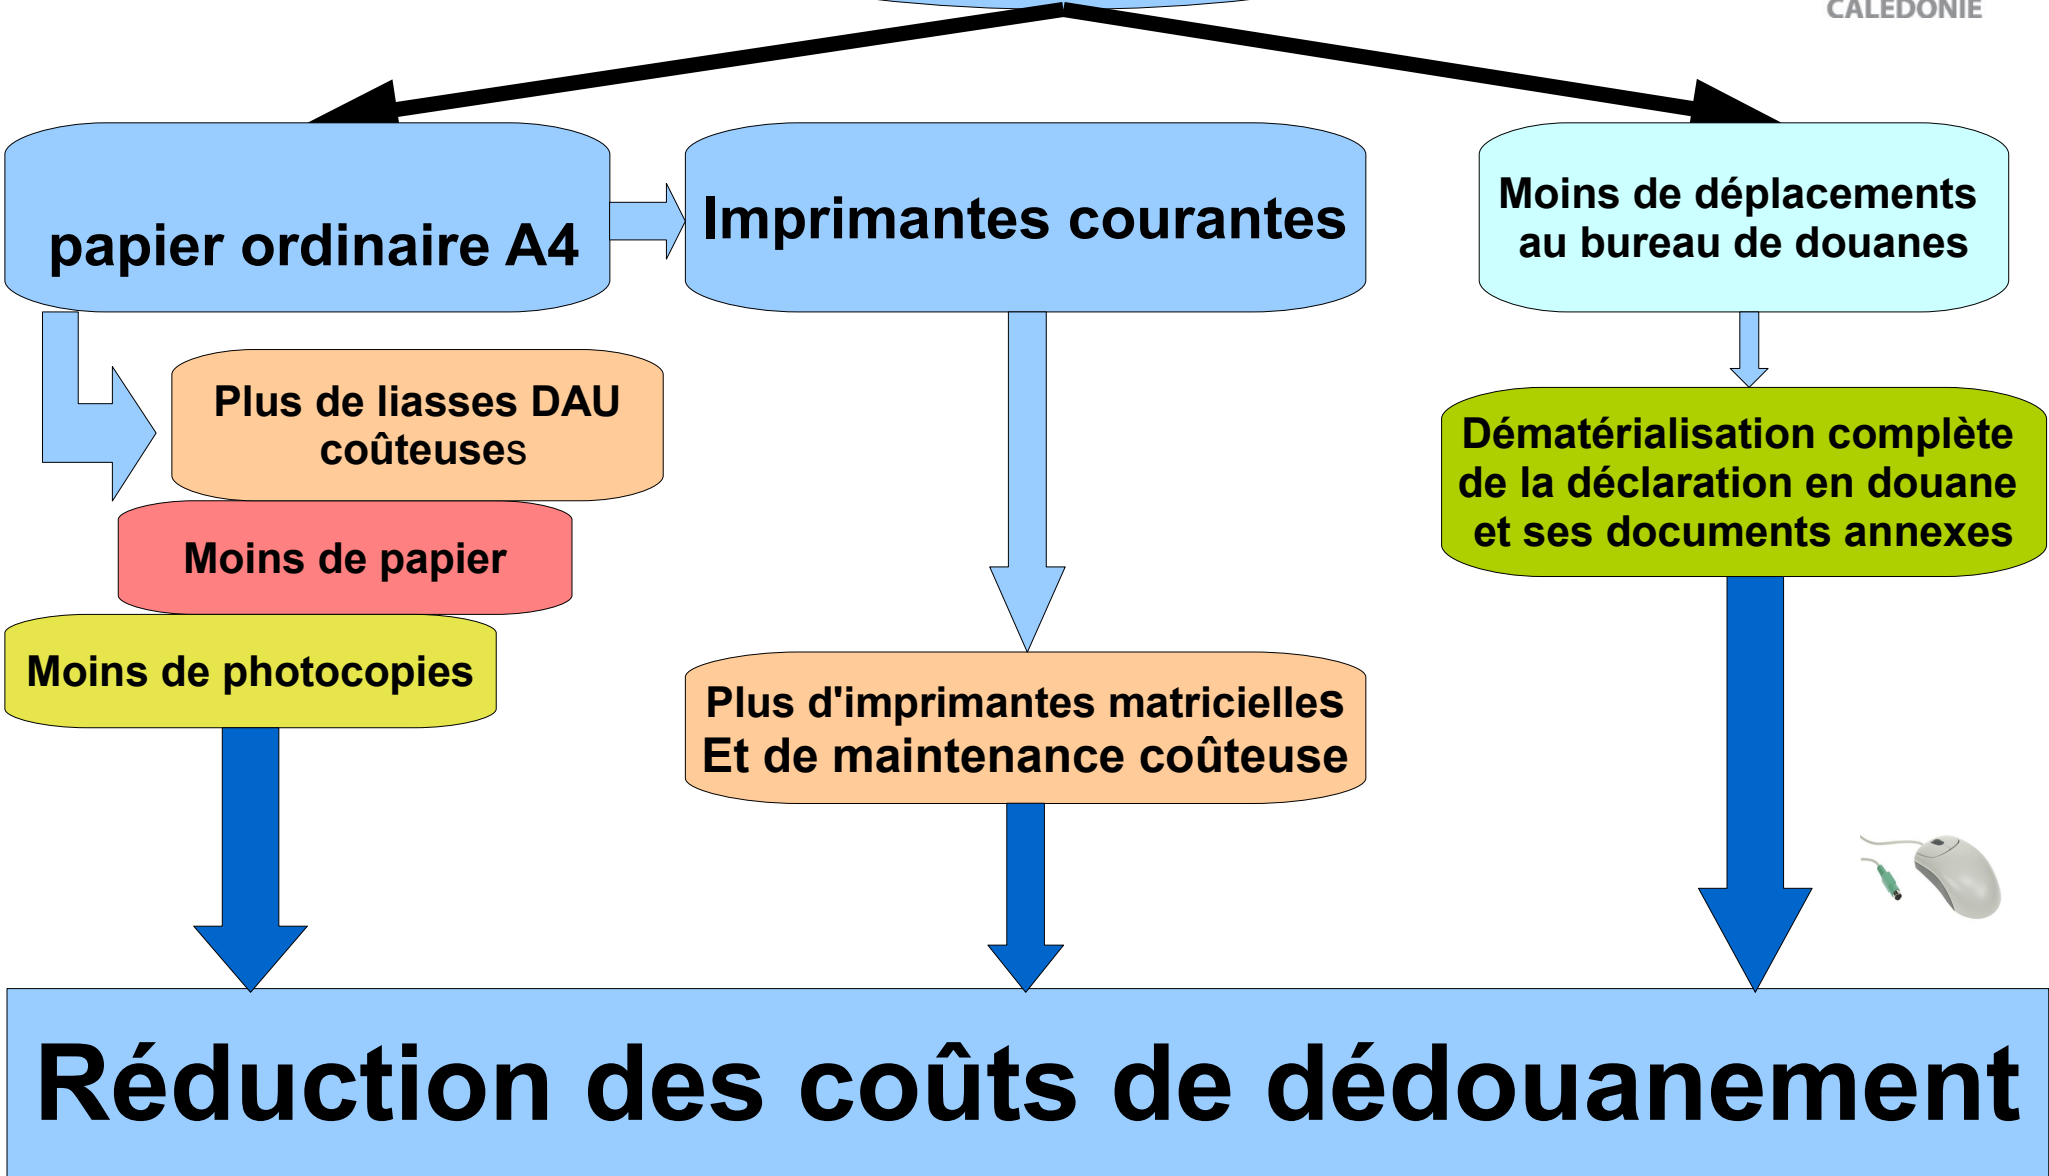 CALEDONIE
papier ordinaire A4
Imprimantes courantes
Moins de déplacements
au bureau de douanes
Plus de liasses DAU
coûteuses
Dématérialisation complète
de la déclaration en douane
et ses documents annexes
Moins de papier
Moins de photocopies
Plus d'imprimantes matricielles
Et de maintenance coûteuse
Réduction des coûts de dédouanement